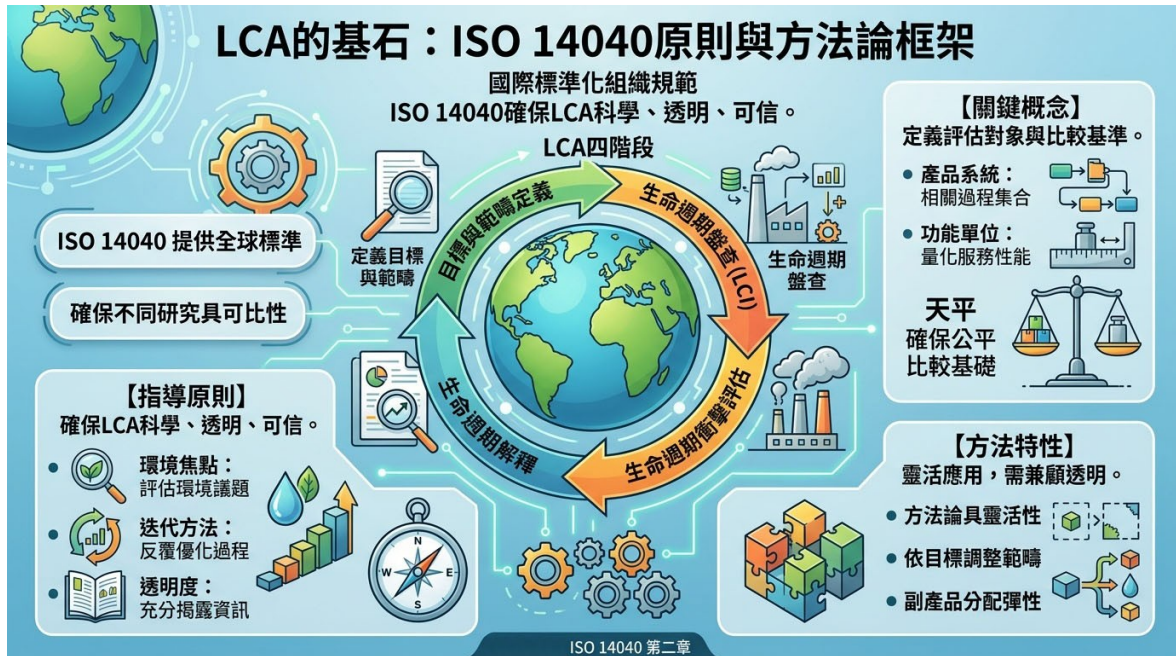 LCA的基石：ISO 14040原則與方法論框架
國際標準化組織規範
ISO 14040確保LCA科學、透明、可信。
LCA四階段
ISO 14040 提供全球標準
確保不同研究具可比性
定義目標
與範疇
目標與範疇定義
生命週期盤查(LCI)
生命週期衝擊評估
生命週期解釋
生命週期
盤查
【關鍵概念】
定義評估對象與比較基準。
• 產品系統：
相關過程集合
• 功能單位：
量化服務性能
天平
確保公平
比較基礎
【指導原則】
確保LCA科學、透明、可信。
• 環境焦點：
評估環境議題
• 迭代方法：
反覆優化過程
• 透明度：
充分揭露資訊
N
W
E
S
【方法特性】
靈活應用，需兼顧透明。
• 方法論具靈活性
• 依目標調整範疇
• 副產品分配彈性
ISO 14040 第二章